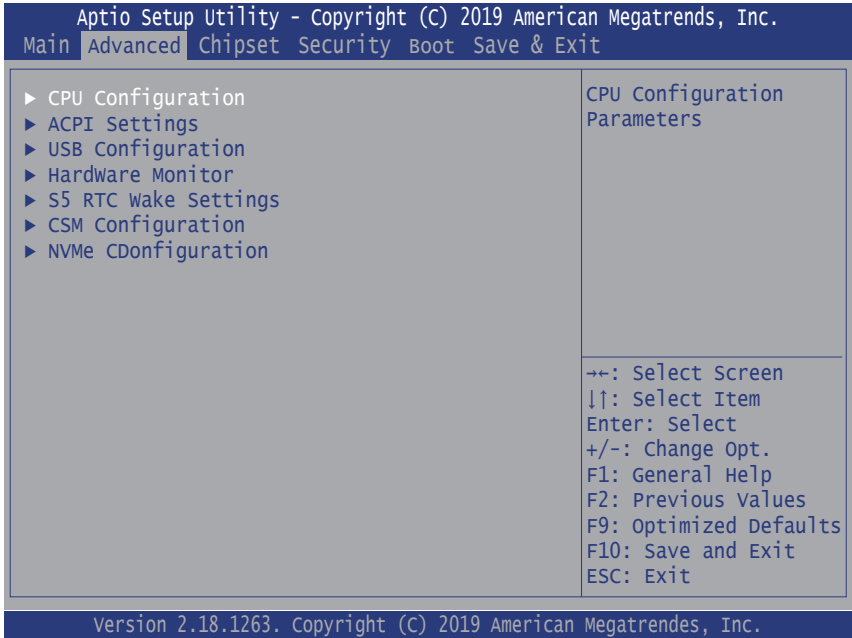 Aptio Setup Utility - Copyright (C) 2019 American Megatrends, Inc.
Main Advanced Chipset Security Boot Save & Exit
▶ CPU Configuration
▶ ACPI Settings
▶ USB Configuration
▶ HardWare Monitor
▶ S5 RTC Wake Settings
▶ CSM Configuration
▶ NVMe CDonfiguration
CPU Configuration
Parameters
→←: Select Screen
↓↑: Select Item
Enter: Select
+/-: Change Opt.
F1: General Help
F2: Previous Values
F9: Optimized Defaults
F10: Save and Exit
ESC: Exit
Version 2.18.1263. Copyright (C) 2019 American Megatrendes, Inc.